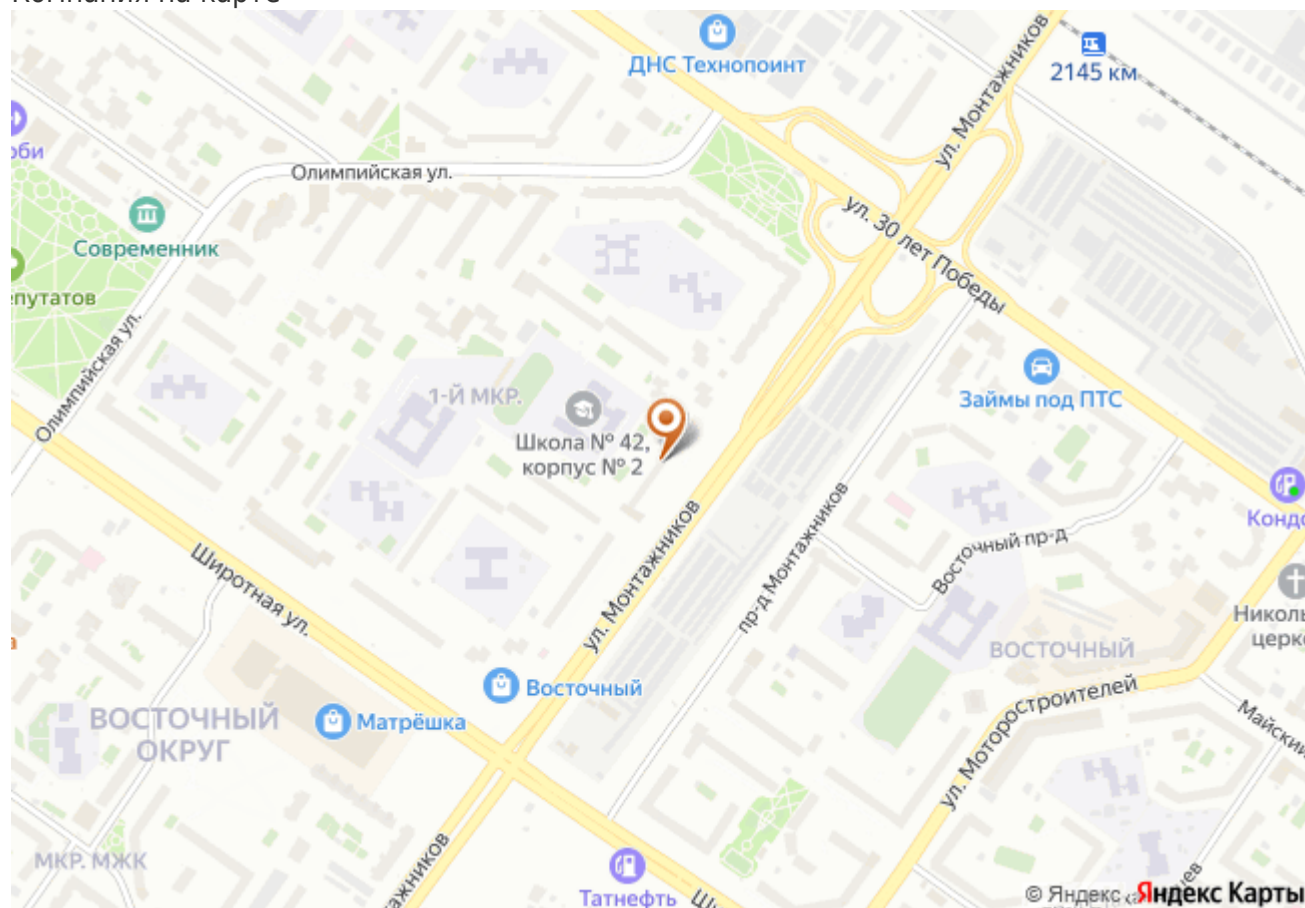 ДНС Технопоинт
ул. Монтажников
2145 км
Олимпийская ул.
Современник
ул. 30 лет Победы
Олимпийская ул.
1-Й МКР.
Школа № 42,
корпус № 2
Займы под ПТС
ул. Монтажников
пр-д Монтажников
Восточный пр-д
Широтная ул.
ВОСТОЧНЫЙ
Восточный
Матрёшка
ВОСТОЧНЫЙ
ОКРУГ
ул. Моторостроителей
Майский
МКР. МЖК
Татнефть
© Яндекс
Яндекс Карты